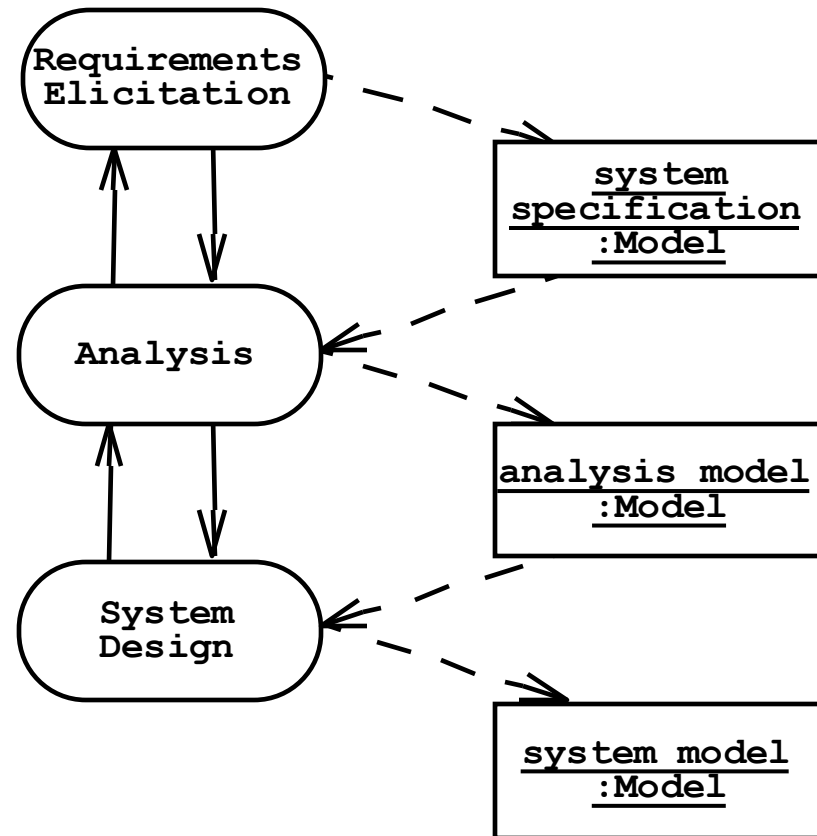 Requirements
Elicitation
system
specification
:Model
Analysis
analysis model
:Model
System
Design
system model
:Model